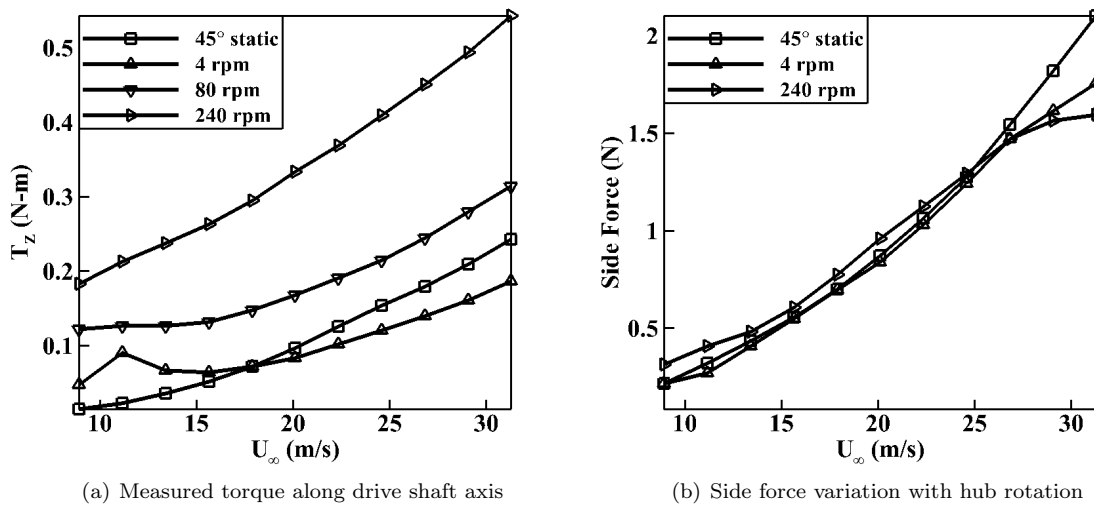 45° static
4 rpm
80 rpm
240 rpm
0.5
0.4
0.3
0.2
0.1
T_Z (N-m)
10 15 20 25 30
U_∞ (m/s)
(a) Measured torque along drive shaft axis
45° static
4 rpm
240 rpm
2
1.5
1
0.5
Side Force (N)
10 15 20 25 30
U_∞ (m/s)
(b) Side force variation with hub rotation